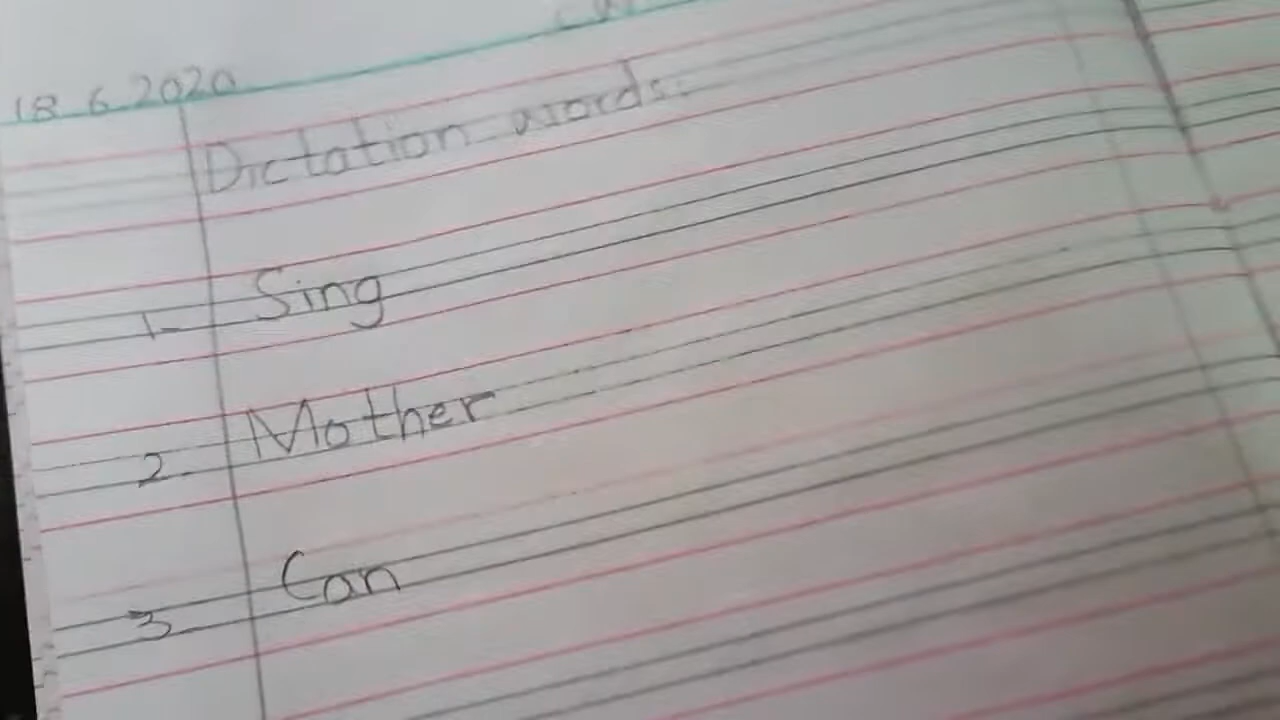 18.6.2020
Dictation words:
1- Sing
2- Mother
3 Can